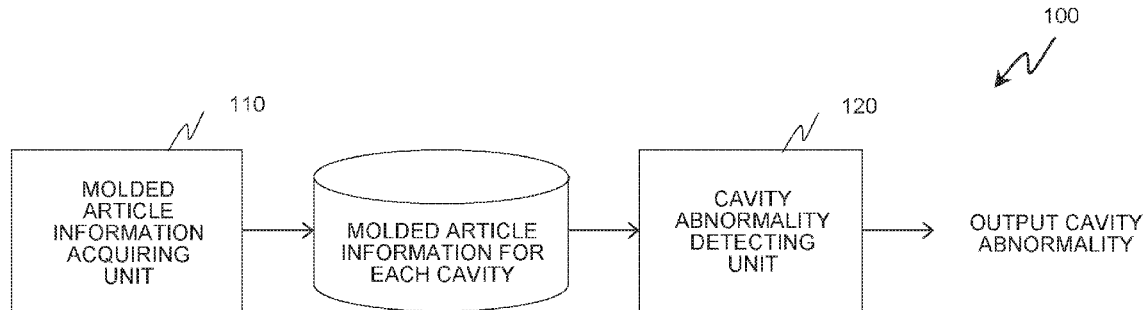 100
110
120
MOLDED
ARTICLE
INFORMATION
ACQUIRING
UNIT
MOLDED ARTICLE
INFORMATION FOR
EACH CAVITY
CAVITY
ABNORMALITY
DETECTING
UNIT
OUTPUT CAVITY
ABNORMALITY